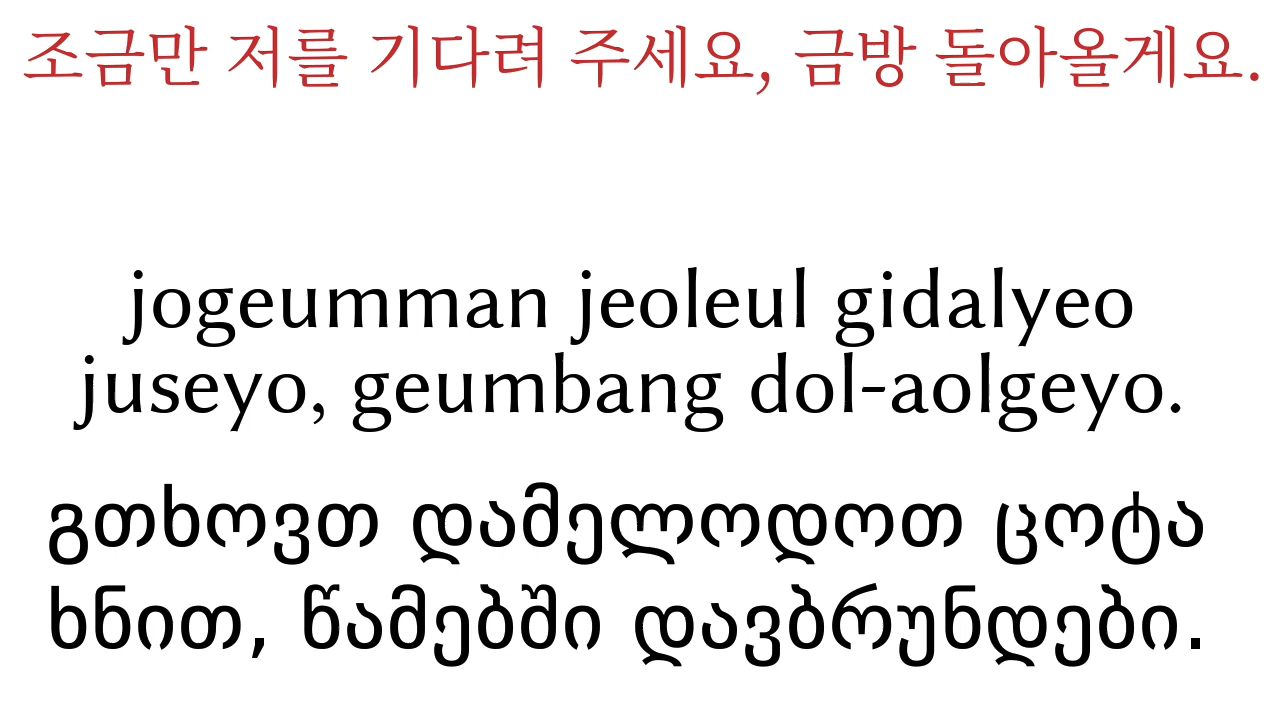 조금만 저를 기다려 주세요, 금방 돌아올게요.
jogeumman jeoleul gidalyeo
juseyo, geumbang dol-aolgeyo.
გთხოვთ დამელოდოთ ცოტა
ხნით, წამებში დავბრუნდები.